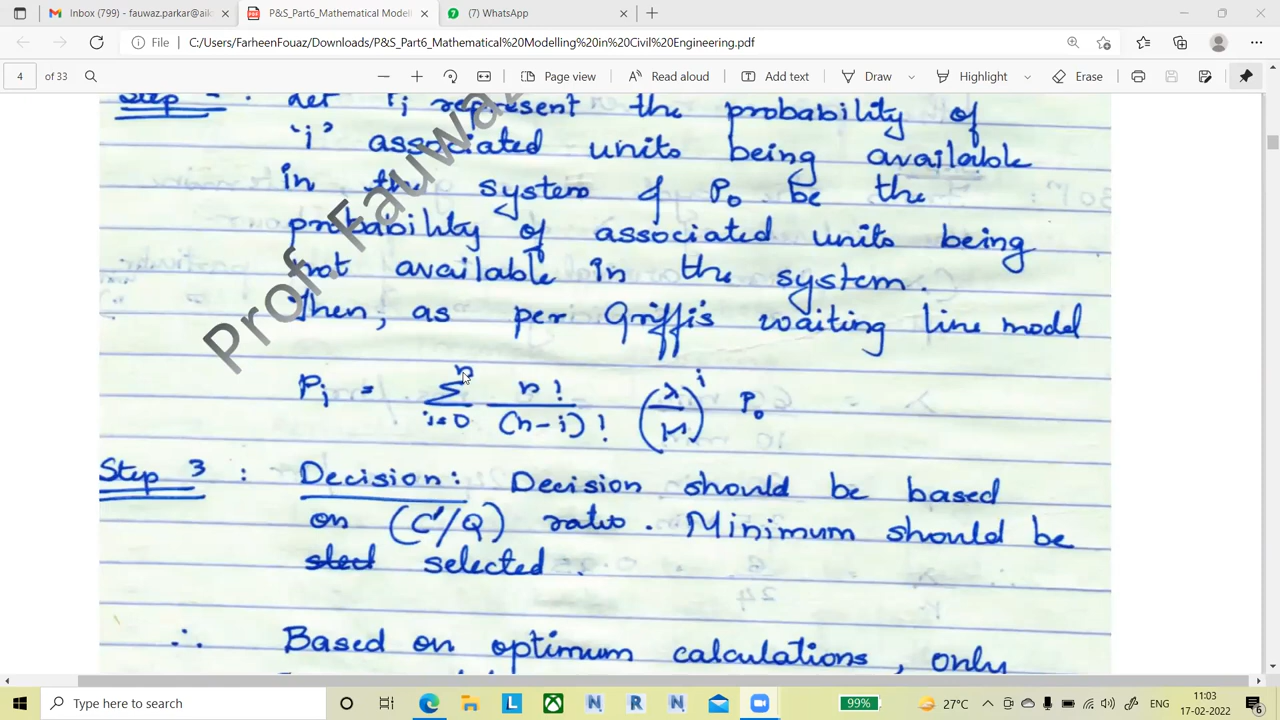 Inbox (799) - fauwaz.parkar@aik
P&S_Part6_Mathematical Modell
(7) WhatsApp
File C:/Users/FarheenFouaz/Downloads/P&S_Part6_Mathematical%20Modelling%20in%20Civil%20Engineering.pdf
4 of 33 Page view Read aloud Add text Draw Highlight Erase
Step : Let Pi represent the probability of
'i' associated units being available
in the system & P₀ be the
probability of associated units being
not available in the system.
Then, as per Griffis waiting line model
Pi = Σ n i=0 n! / (n-i)! (λ/μ)^i P₀
Step 3 : Decision: Decision should be based
on (C'/Q) ratio. Minimum should be
selected.
∴ Based on optimum calculations, only
Prof. Fauwaz
Type here to search
99% 27°C ENG 11:03
17-02-2022
6